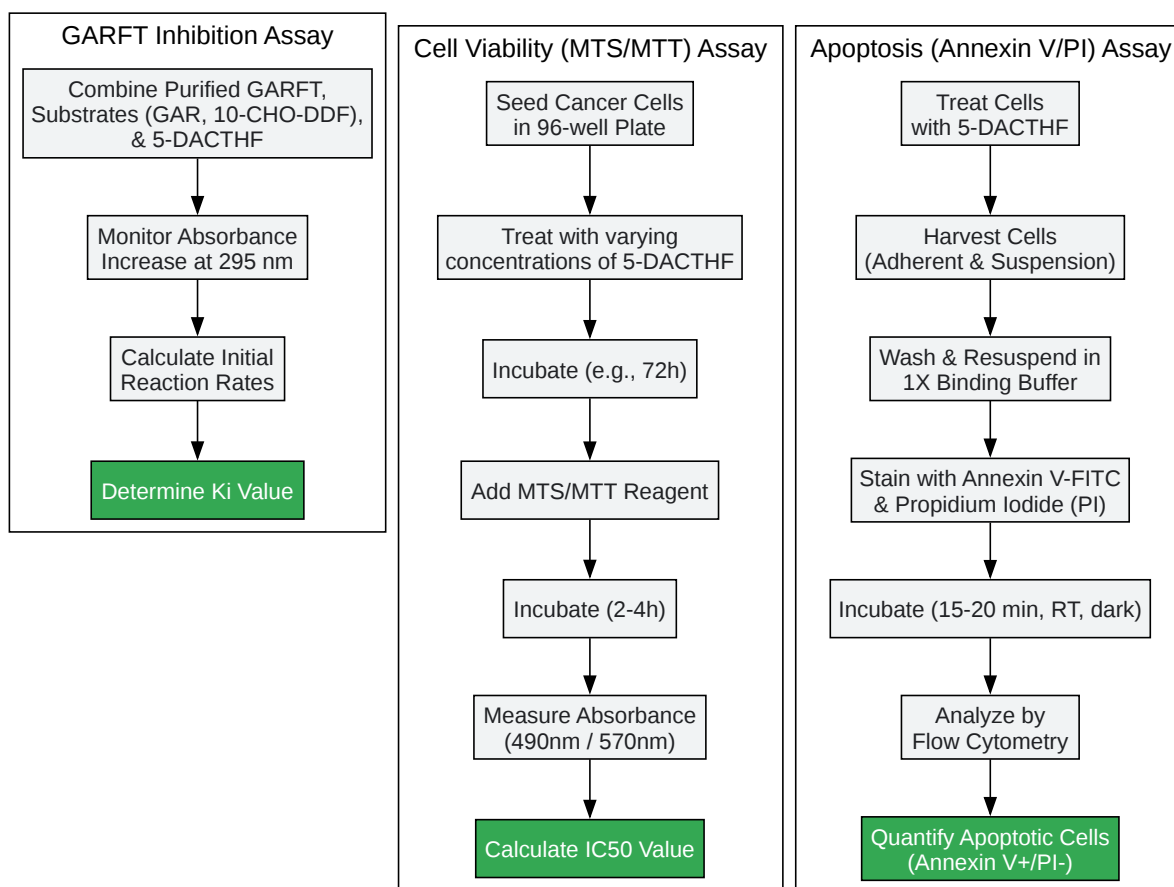 GARFT Inhibition Assay
Combine Purified GARFT,
Substrates (GAR, 10-CHO-DDF),
& 5-DACTHF
Monitor Absorbance
Increase at 295 nm
Calculate Initial
Reaction Rates
Determine Ki Value
Cell Viability (MTS/MTT) Assay
Seed Cancer Cells
in 96-well Plate
Treat with varying
concentrations of 5-DACTHF
Incubate (e.g., 72h)
Add MTS/MTT Reagent
Incubate (2-4h)
Measure Absorbance
(490nm / 570nm)
Calculate IC50 Value
Apoptosis (Annexin V/PI) Assay
Treat Cells
with 5-DACTHF
Harvest Cells
(Adherent & Suspension)
Wash & Resuspend in
1X Binding Buffer
Stain with Annexin V-FITC
& Propidium Iodide (PI)
Incubate (15-20 min, RT, dark)
Analyze by
Flow Cytometry
Quantify Apoptotic Cells
(Annexin V+/PI-)